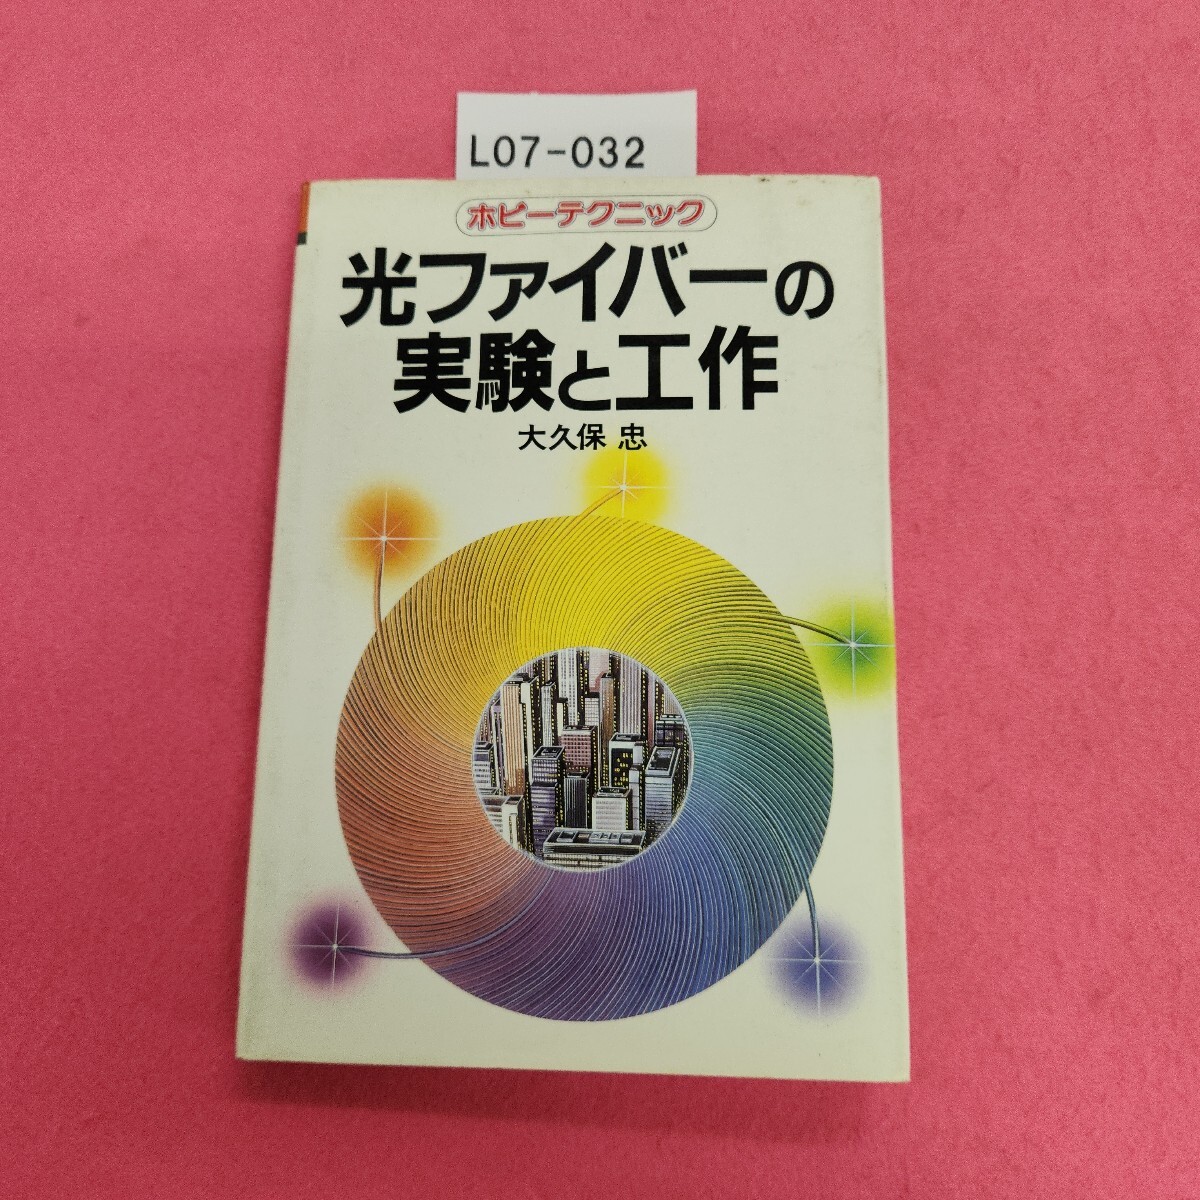 L07-032
ホビーテクニック
光ファイバーの
実験と工作
大久保 忠